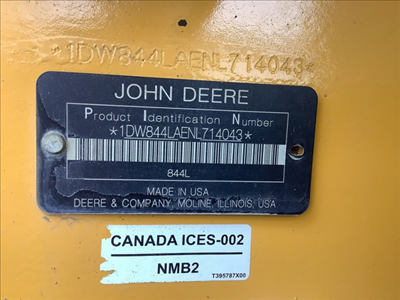 *1DW844LAENL714043*
JOHN DEERE
Product Identification Number
*1DW844LAENL714043*
844L
MADE IN USA
DEERE & COMPANY, MOLINE, ILLINOIS, USA
CANADA ICES-002
NMB2
T395787X00